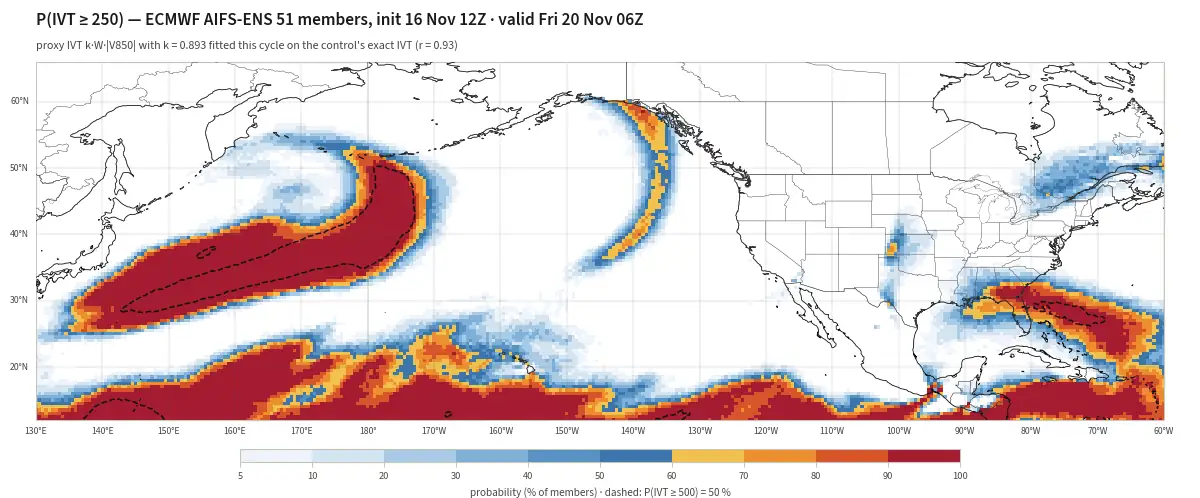 P(IVT ≥ 250) — ECMWF AIFS-ENS 51 members, init 16 Nov 12Z · valid Fri 20 Nov 06Z
proxy IVT k·W·|V850| with k = 0.893 fitted this cycle on the control's exact IVT (r = 0.93)
60°N
50°N
40°N
30°N
20°N
130°E 140°E 150°E 160°E 170°E 180° 170°W 160°W 150°W 140°W 130°W 120°W 110°W 100°W 90°W 80°W 70°W 60°W
5 10 20 30 40 50 60 70 80 90 100
probability (% of members) · dashed: P(IVT ≥ 500) = 50 %